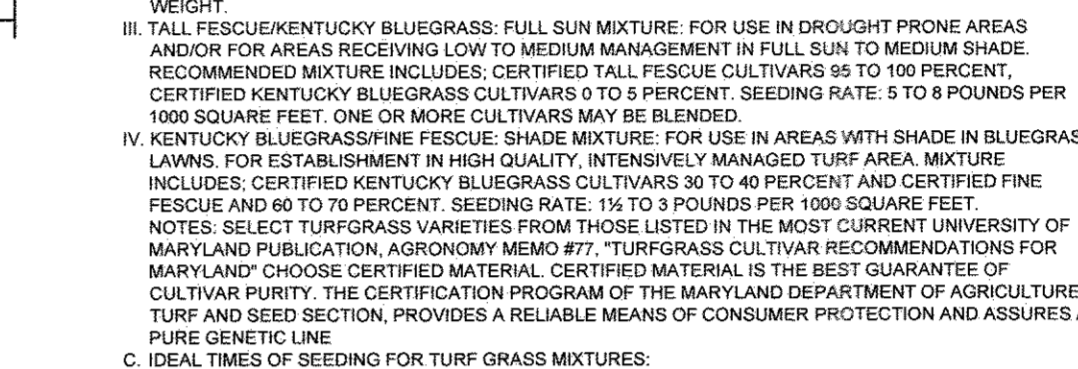 WEIGHT.
III. TALL FESCUE/KENTUCKY BLUEGRASS: FULL SUN MIXTURE: FOR USE IN DROUGHT PRONE AREAS
AND/OR FOR AREAS RECEIVING LOW TO MEDIUM MANAGEMENT IN FULL SUN TO MEDIUM SHADE.
RECOMMENDED MIXTURE INCLUDES; CERTIFIED TALL FESCUE CULTIVARS 95 TO 100 PERCENT,
CERTIFIED KENTUCKY BLUEGRASS CULTIVARS 0 TO 5 PERCENT. SEEDING RATE: 5 TO 8 POUNDS PER
1000 SQUARE FEET. ONE OR MORE CULTIVARS MAY BE BLENDED.
IV. KENTUCKY BLUEGRASS/FINE FESCUE: SHADE MIXTURE: FOR USE IN AREAS WITH SHADE IN BLUEGRAS
LAWNS. FOR ESTABLISHMENT IN HIGH QUALITY, INTENSIVELY MANAGED TURF AREA. MIXTURE
INCLUDES; CERTIFIED KENTUCKY BLUEGRASS CULTIVARS 30 TO 40 PERCENT AND CERTIFIED FINE
FESCUE AND 60 TO 70 PERCENT. SEEDING RATE: 1½ TO 3 POUNDS PER 1000 SQUARE FEET.
NOTES: SELECT TURFGRASS VARIETIES FROM THOSE LISTED IN THE MOST CURRENT UNIVERSITY OF
MARYLAND PUBLICATION, AGRONOMY MEMO #77, "TURFGRASS CULTIVAR RECOMMENDATIONS FOR
MARYLAND" CHOOSE CERTIFIED MATERIAL. CERTIFIED MATERIAL IS THE BEST GUARANTEE OF
CULTIVAR PURITY. THE CERTIFICATION PROGRAM OF THE MARYLAND DEPARTMENT OF AGRICULTURE
TURF AND SEED SECTION, PROVIDES A RELIABLE MEANS OF CONSUMER PROTECTION AND ASSURES
PURE GENETIC LINE
C. IDEAL TIMES OF SEEDING FOR TURF GRASS MIXTURES: